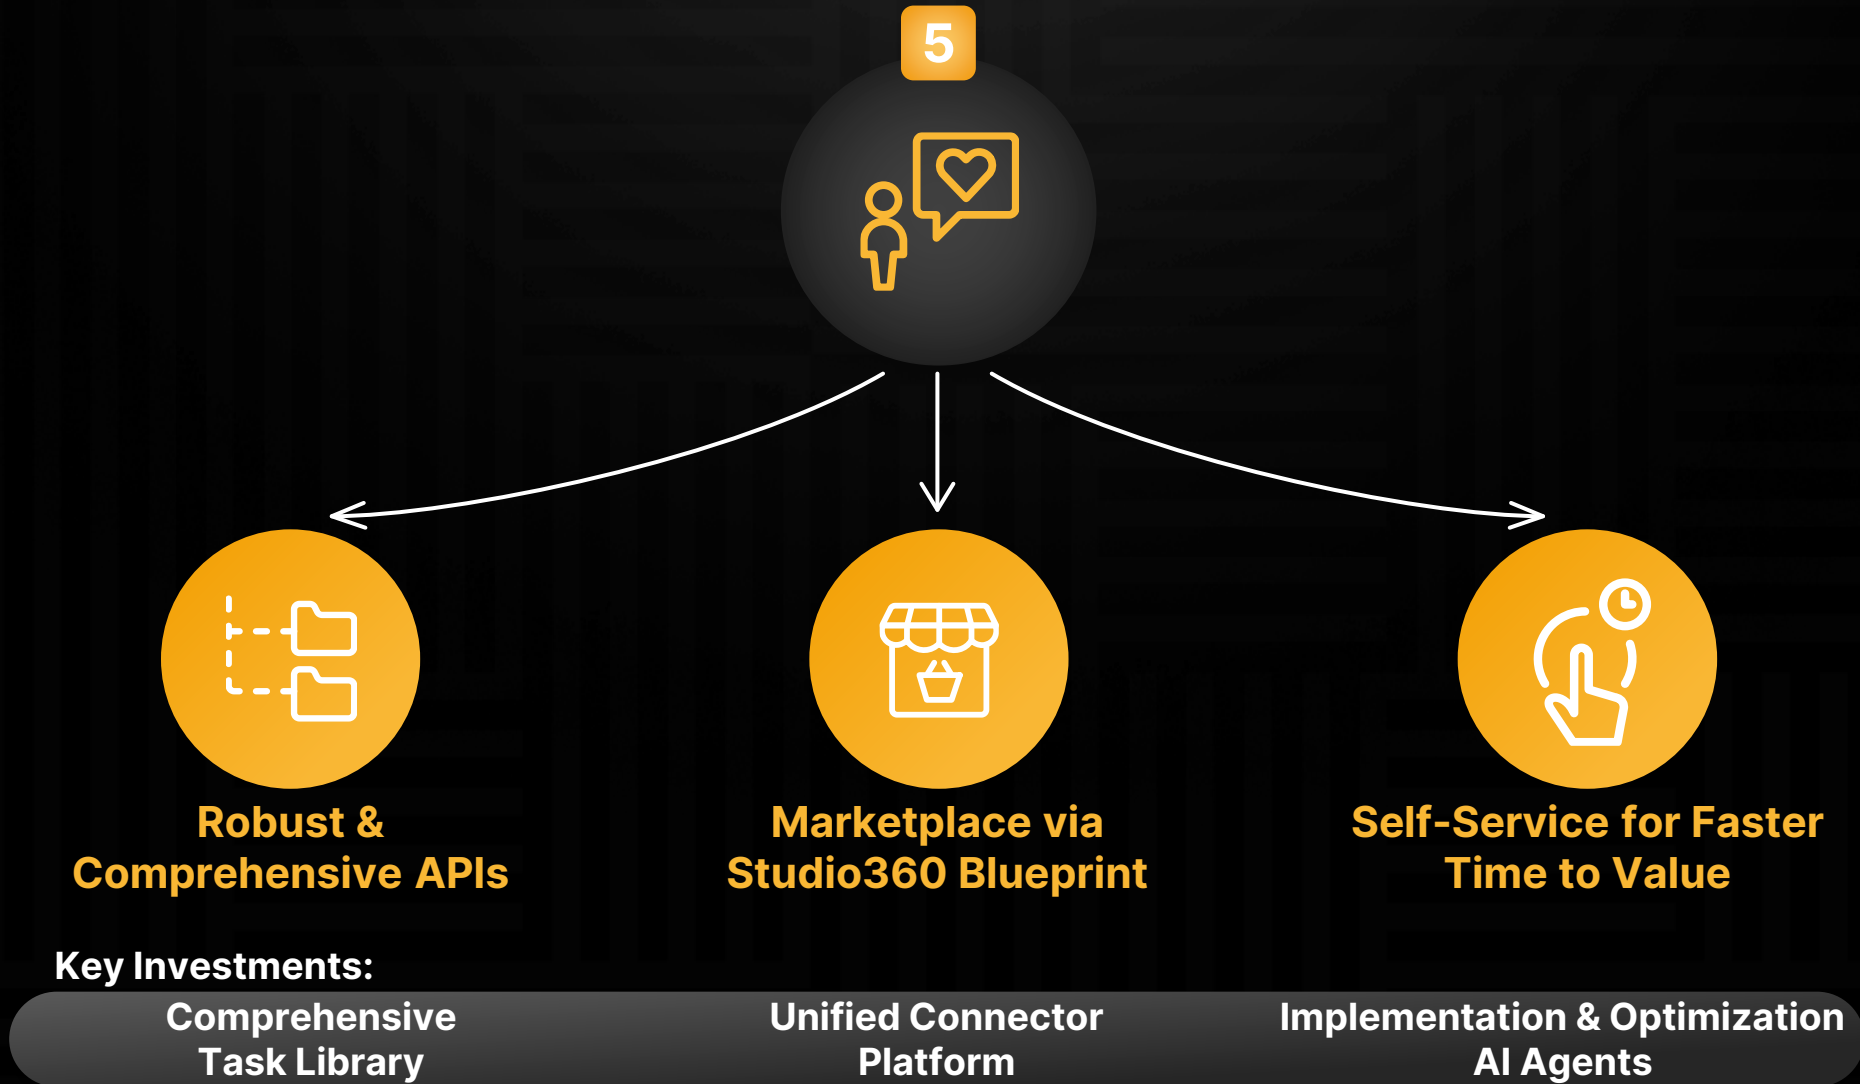 5
Robust &
Comprehensive APIs
Marketplace via
Studio360 Blueprint
Self-Service for Faster
Time to Value
Key Investments:
Comprehensive
Task Library
Unified Connector
Platform
Implementation & Optimization
AI Agents